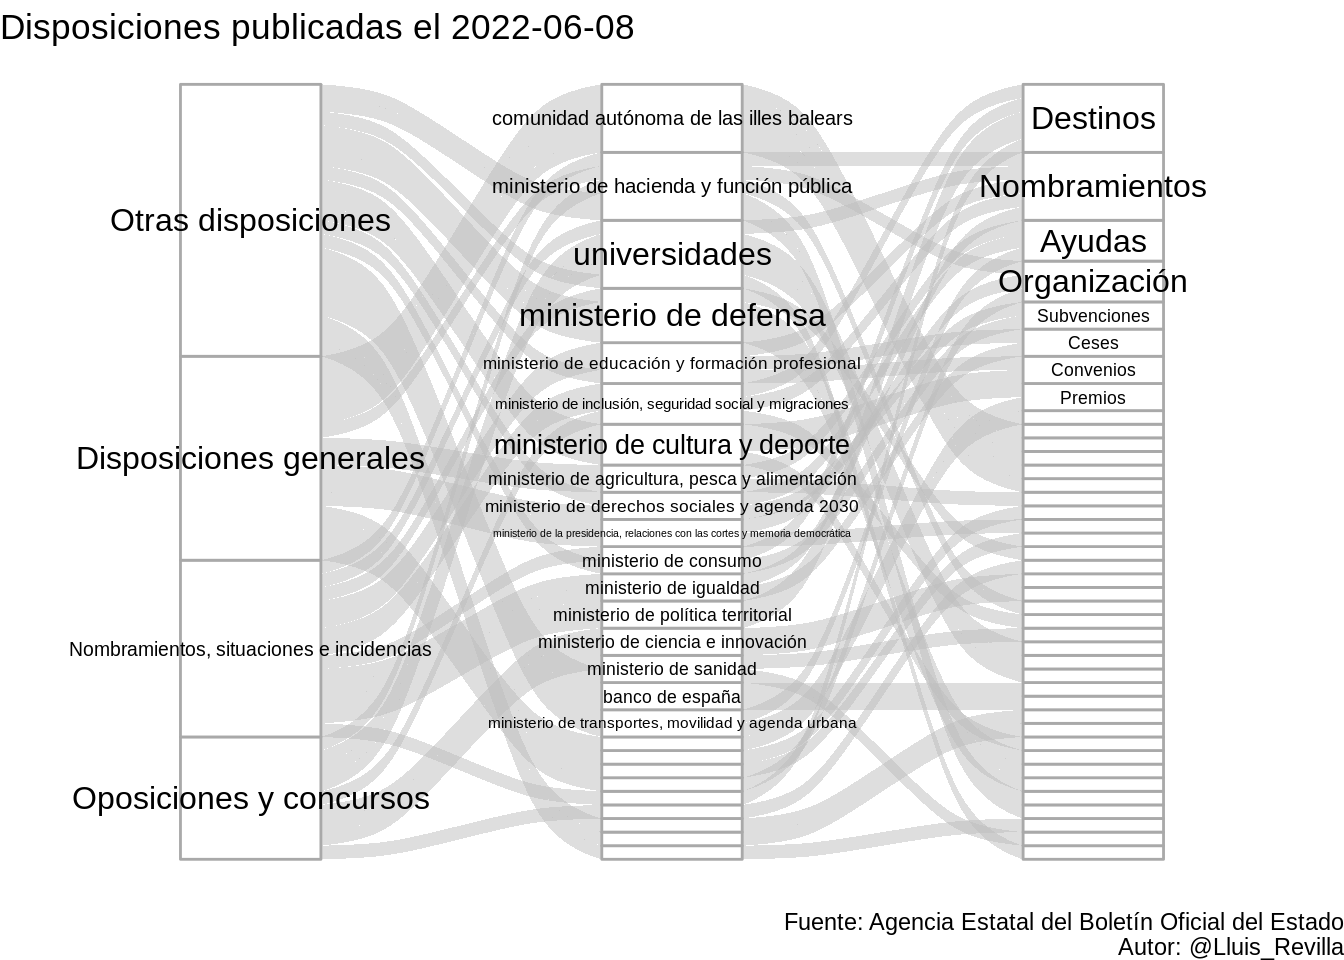 Disposiciones publicadas el 2022-06-08
Otras disposiciones
Disposiciones generales
Nombramientos, situaciones e incidencias
Oposiciones y concursos
comunidad autónoma de las illes balears
ministerio de hacienda y función pública
universidades
ministerio de defensa
ministerio de educación y formación profesional
ministerio de inclusión, seguridad social y migraciones
ministerio de cultura y deporte
ministerio de agricultura, pesca y alimentación
ministerio de derechos sociales y agenda 2030
ministerio de la presidencia, relaciones con las cortes y memoria democrática
ministerio de consumo
ministerio de igualdad
ministerio de política territorial
ministerio de ciencia e innovación
ministerio de sanidad
banco de españa
ministerio de transportes, movilidad y agenda urbana
Destinos
Nombramientos
Ayudas
Organización
Subvenciones
Ceses
Convenios
Premios
Fuente: Agencia Estatal del Boletín Oficial del Estado
Autor: @Lluis_Revilla